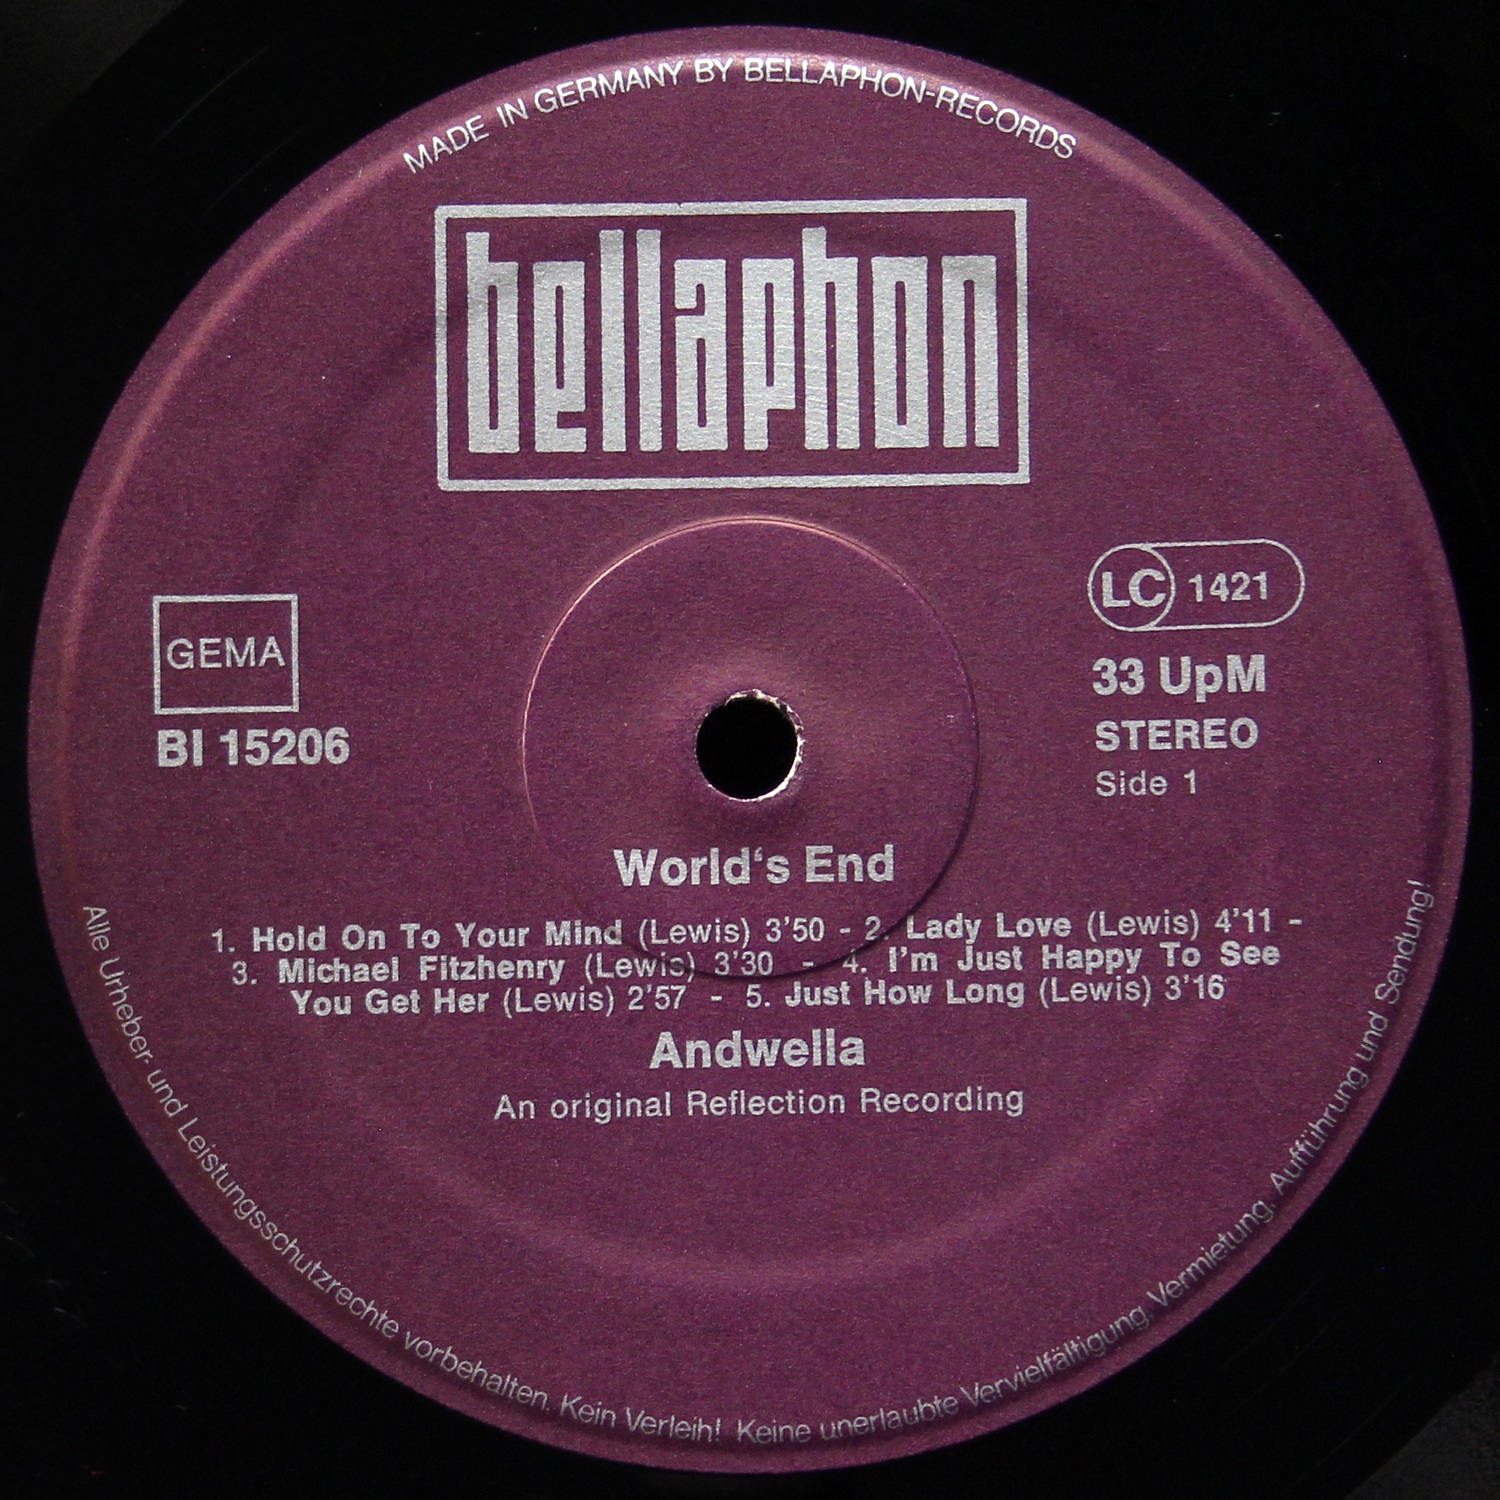 MADE IN GERMANY BY BELLAPHON-RECORDS
bellaphon
GEMA
BI 15206
LC 1421
33 UpM
STEREO
Side 1
World‘s End
1. Hold On To Your Mind (Lewis) 3'50 - 2. Lady Love (Lewis) 4'11 -
3. Michael Fitzhenry (Lewis) 3'30 - 4. I'm Just Happy To See
You Get Her (Lewis) 2'57 - 5. Just How Long (Lewis) 3'16
Andwella
An original Reflection Recording
Alle Urheber- und Leistungsschutzrechte vorbehalten. Kein Verleih! Keine unerlaubte Vervielfältigung, Vermietung, Aufführung und Sendung!